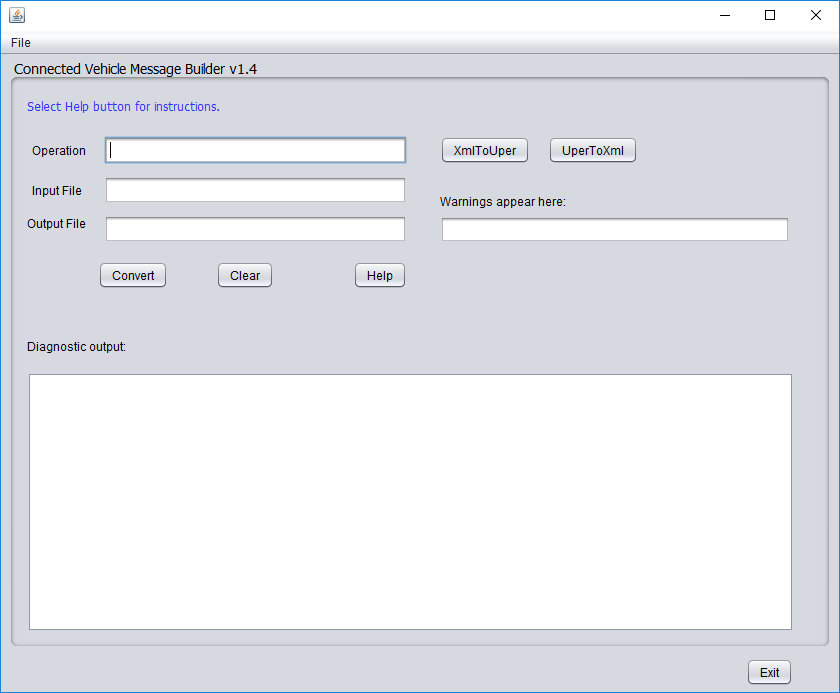 File
Connected Vehicle Message Builder v1.4
Select Help button for instructions.
Operation
XmlToUper
UperToXml
Input File
Warnings appear here:
Output File
Convert
Clear
Help
Diagnostic output:
Exit